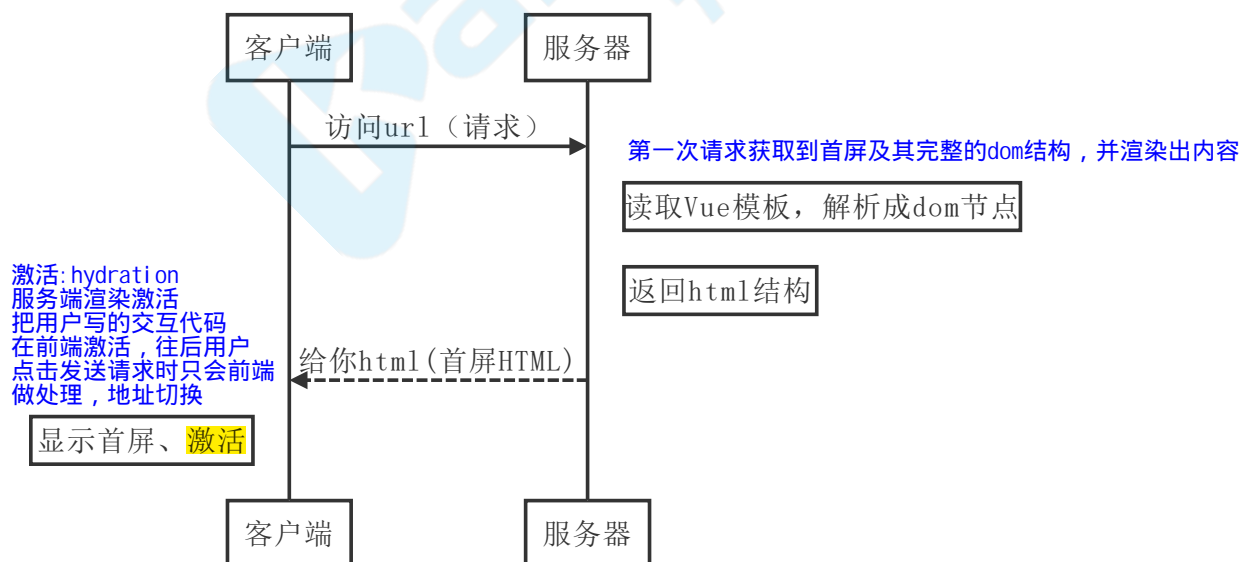 客户端
服务器
访问url（请求）
第一次请求获取到首屏及其完整的dom结构，并渲染出内容
读取Vue模板，解析成dom节点
返回html结构
激活:hydration
服务端渲染激活
把用户写的交互代码
在前端激活，往后用户
点击发送请求时只会前端
做处理，地址切换
给你html(首屏HTML)
显示首屏、激活
客户端
服务器